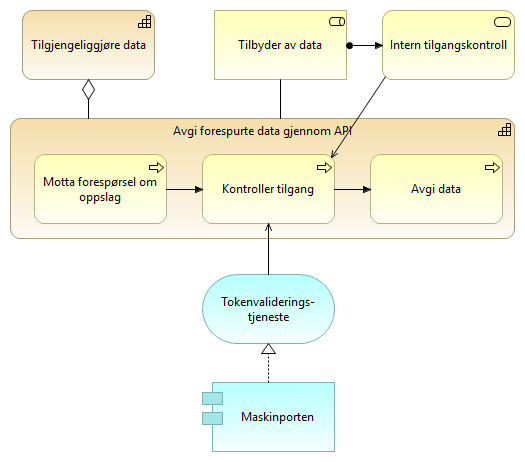 Tilgjengeliggjøre data
Tilbyder av data
Intern tilgangskontroll
Avgi forespurte data gjennom API
Motta forespørsel om
oppslag
Kontroller tilgang
Avgi data
Tokenvaliderings-
tjeneste
Maskinporten